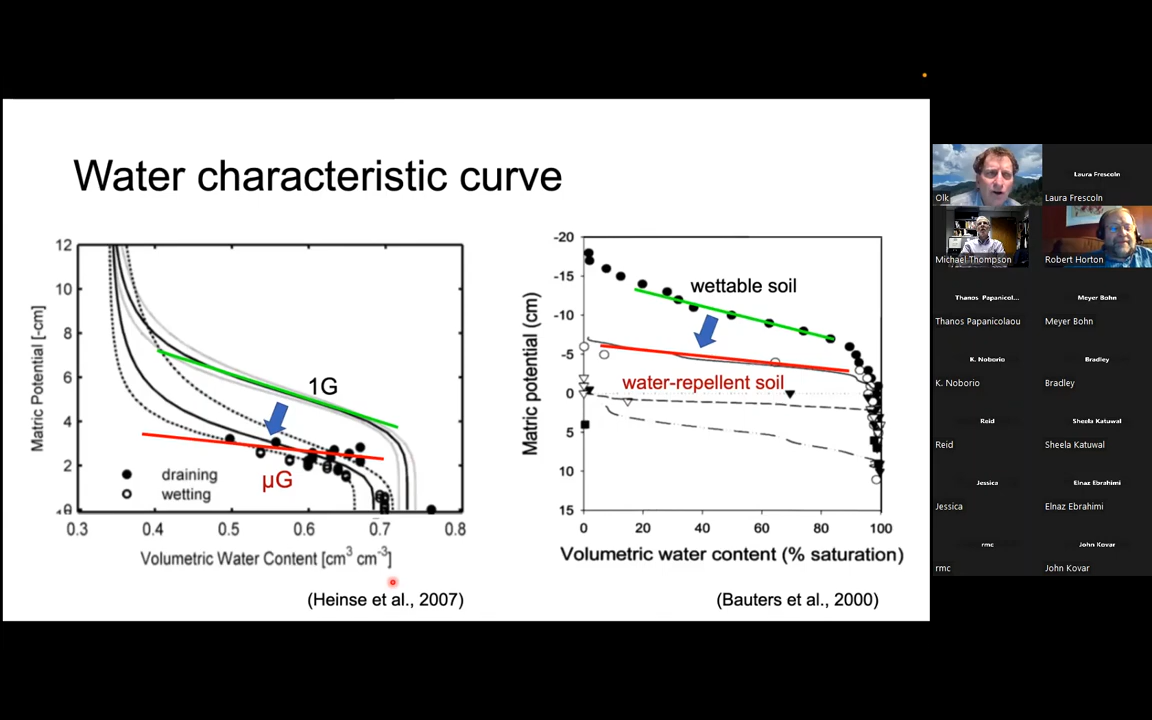 Water characteristic curve
12
10
8
6
4
2
0
Matric Potential [-cm]
1G
µG
draining
wetting
0.3
0.4
0.5
0.6
0.7
0.8
Volumetric Water Content [cm³ cm⁻³]
(Heinse et al., 2007)
-20
-15
-10
-5
0
5
10
15
Matric potential (cm)
wettable soil
water-repellent soil
0
20
40
60
80
100
Volumetric water content (% saturation)
(Bauters et al., 2000)
Olk
Laura Frescoln
Laura Frescoln
Michael Thompson
Robert Horton
Thanos Papanicol...
Meyer Bohn
Thanos Papanicolaou
Meyer Bohn
K. Noborio
Bradley
K. Noborio
Bradley
Reid
Sheela Katuwal
Reid
Sheela Katuwal
Jessica
Elnaz Ebrahimi
Jessica
Elnaz Ebrahimi
rmc
John Kovar
rmc
John Kovar